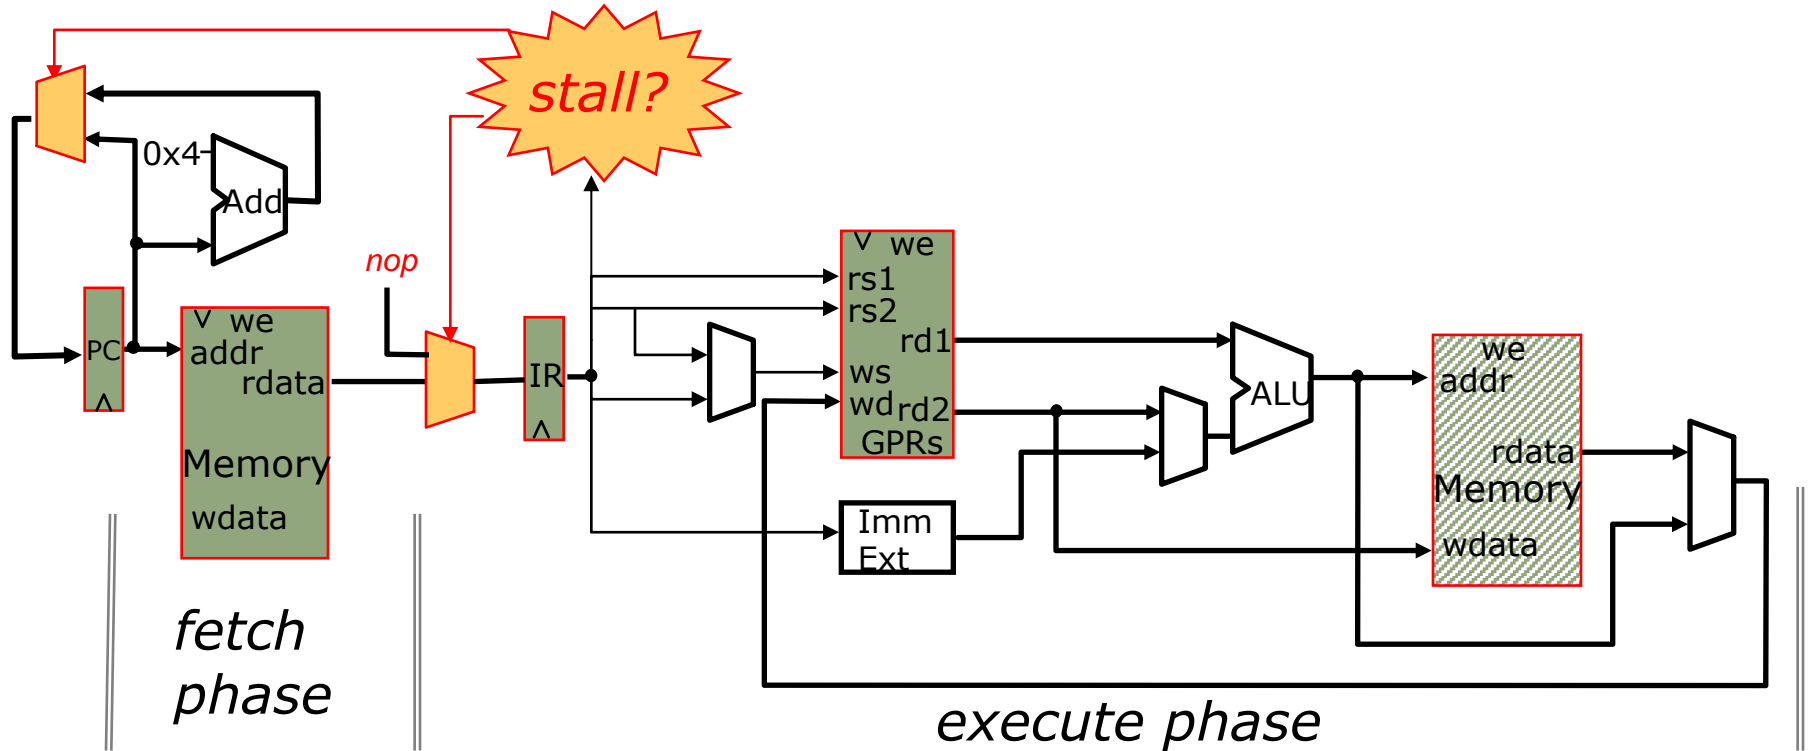 stall?
0x4
Add
nop
PC
we
addr
rdata
Memory
wdata
IR
we
rs1
rs2
rd1
ws
wd rd2
GPRs
Imm
Ext
ALU
we
addr
rdata
Memory
wdata
fetch
phase
execute phase